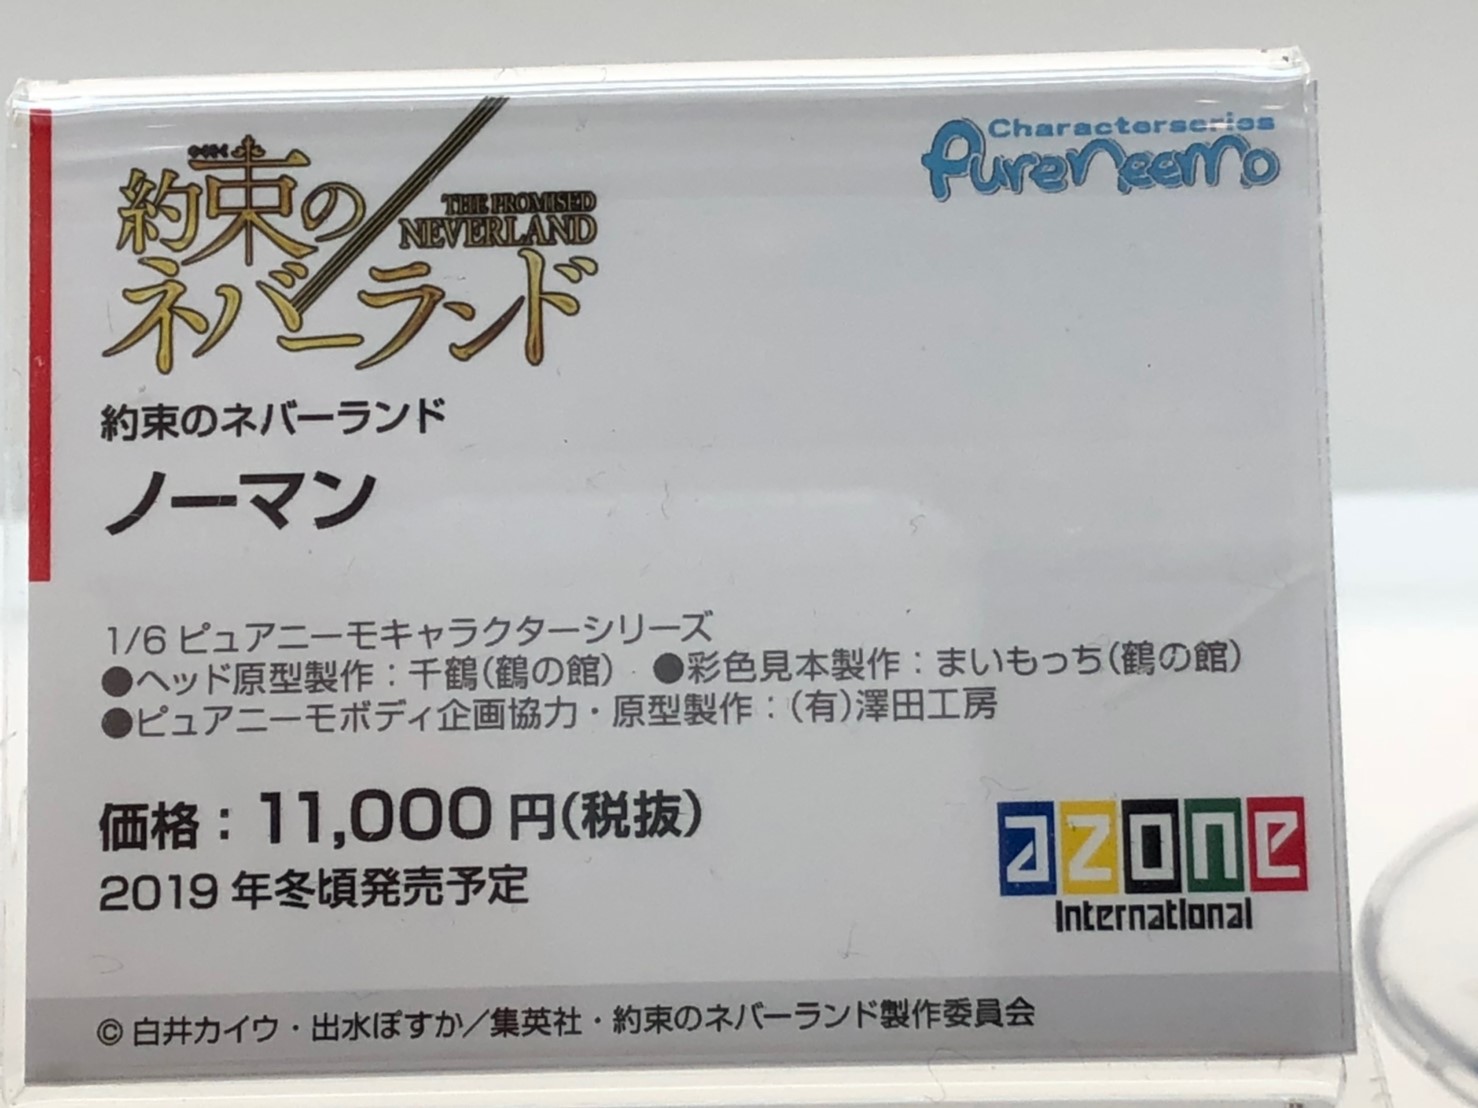 約束の
THE PROMISED
NEVERLAND
ネバーランド
Characterseries
PureNeemo
約束のネバーランド
ノーマン
1/6 ピュアニーモキャラクターシリーズ
●ヘッド原型製作：千鶴(鶴の館)　●彩色見本製作：まいもっち(鶴の館)
●ピュアニーモボディ企画協力・原型製作：(有)澤田工房
価格：11,000 円(税抜)
2019 年冬頃発売予定
azone
International
© 白井カイウ・出水ぽすか／集英社・約束のネバーランド製作委員会